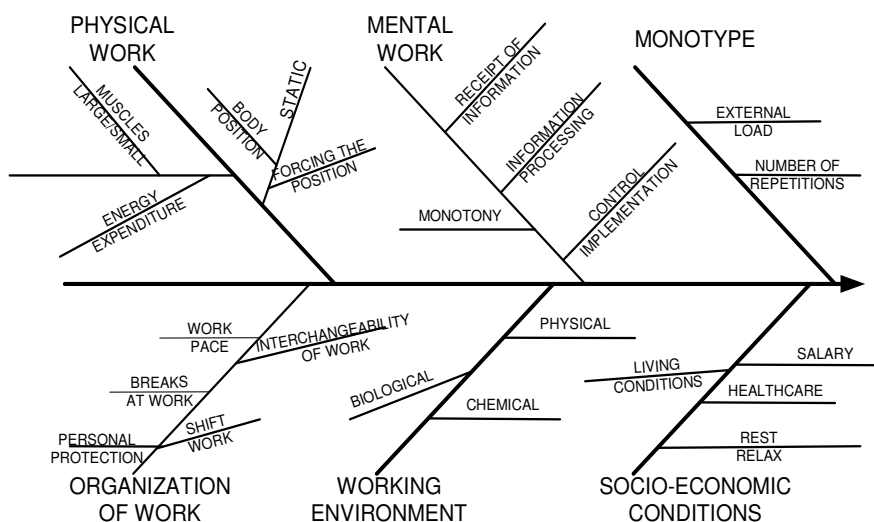 PHYSICAL
WORK
MENTAL
WORK
MONOTYPE
MUSCLES
LARGE/SMALL
BODY
POSITION
STATIC
FORCING THE
POSITION
ENERGY
EXPENDITURE
RECEIPT OF
INFORMATION
INFORMATION
PROCESSING
MONOTONY
CONTROL
IMPLEMENTATION
EXTERNAL
LOAD
NUMBER OF
REPETITIONS
WORK
PACE
INTERCHANGEABILITY
OF WORK
BREAKS
AT WORK
PERSONAL
PROTECTION
SHIFT
WORK
PHYSICAL
BIOLOGICAL
CHEMICAL
LIVING
CONDITIONS
SALARY
HEALTHCARE
REST
RELAX
ORGANIZATION
OF WORK
WORKING
ENVIRONMENT
SOCIO-ECONOMIC
CONDITIONS